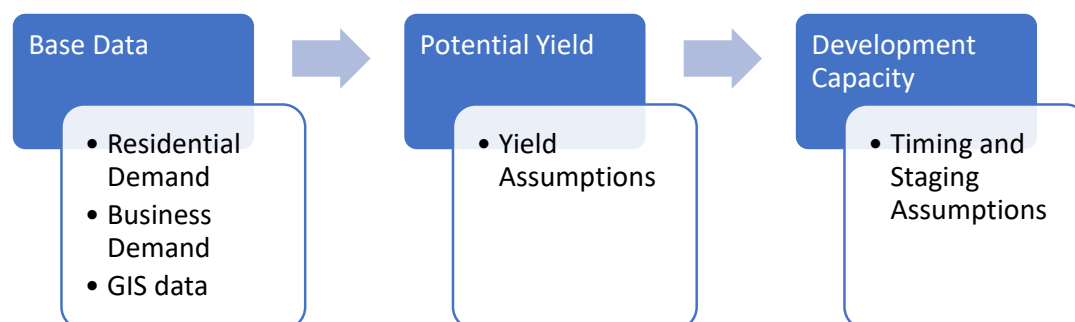 Base Data
• Residential
Demand
• Business
Demand
• GIS data
Potential Yield
• Yield
Assumptions
Development
Capacity
• Timing and
Staging
Assumptions